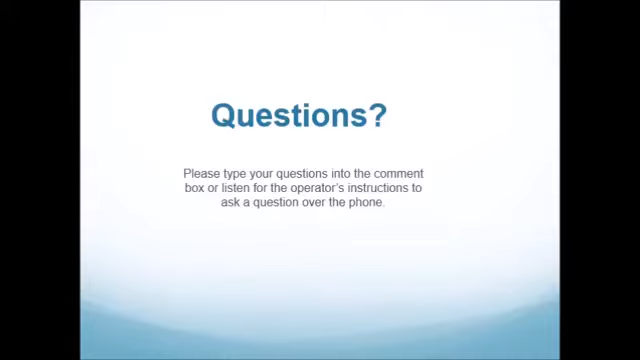 Questions?
Please type your questions into the comment
box or listen for the operator's instructions to
ask a question over the phone.